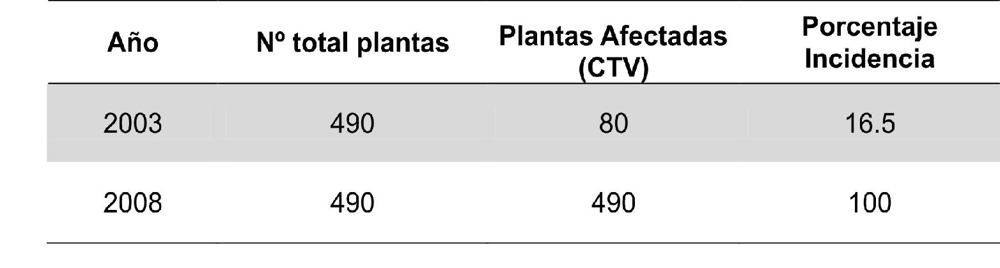 Año Nº total plantas Plantas Afectadas (CTV) Porcentaje Incidencia
2003 490 80 16.5
2008 490 490 100